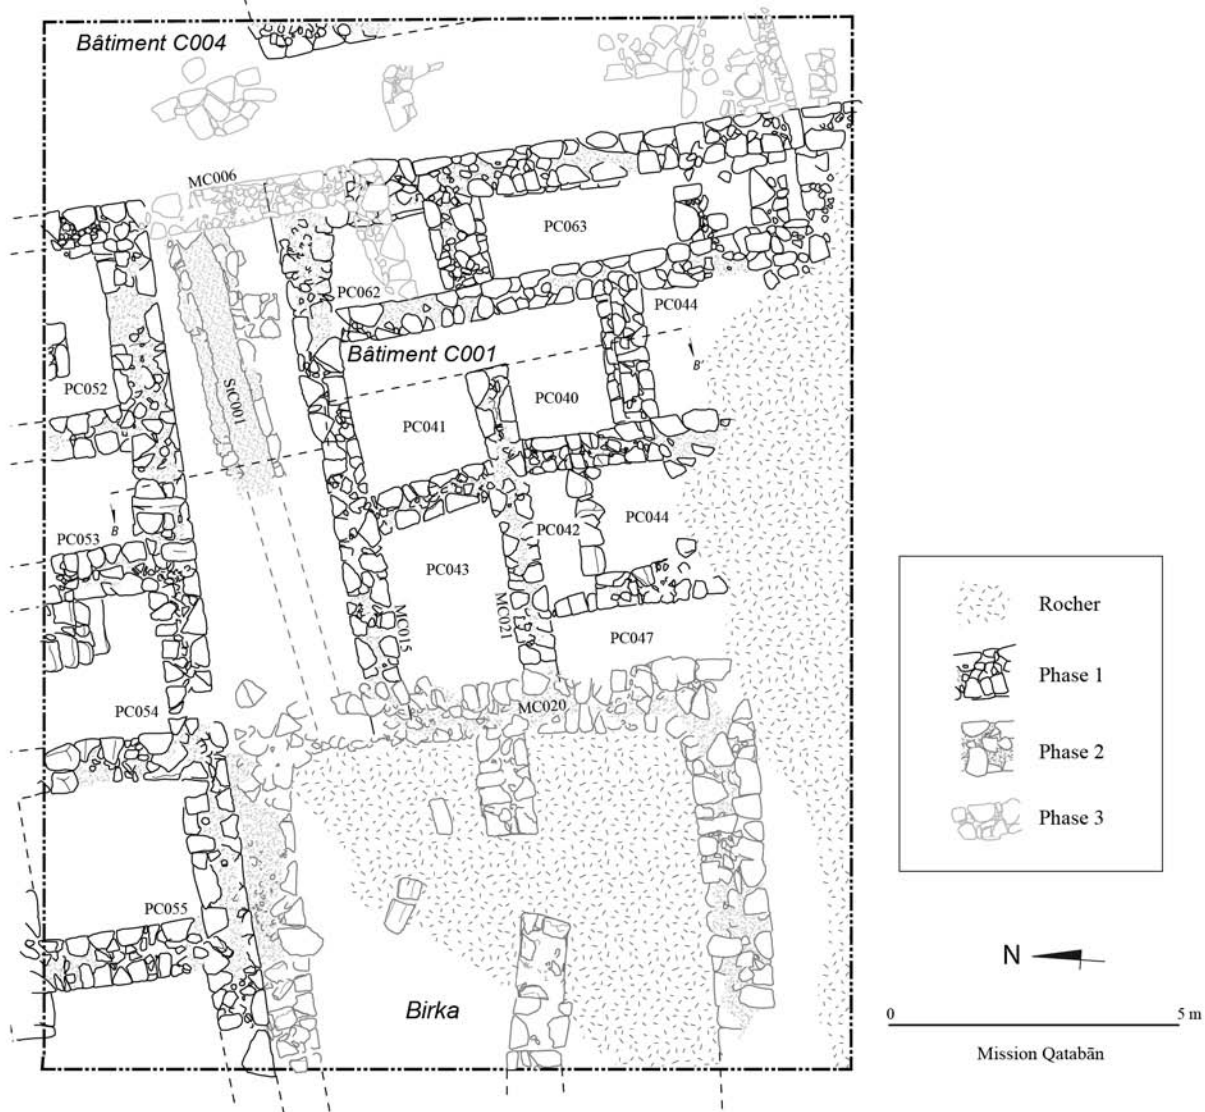 Bâtiment C004
MC006
PC063
PC062
PC044
Bâtiment C001
B'
PC052
StC001
PC041
PC040
B
PC053
PC042
PC044
PC043
MC015
MC021
PC047
PC054
MC020
PC055
Birka
Rocher
Phase 1
Phase 2
Phase 3
N
0 5 m
Mission Qatabān